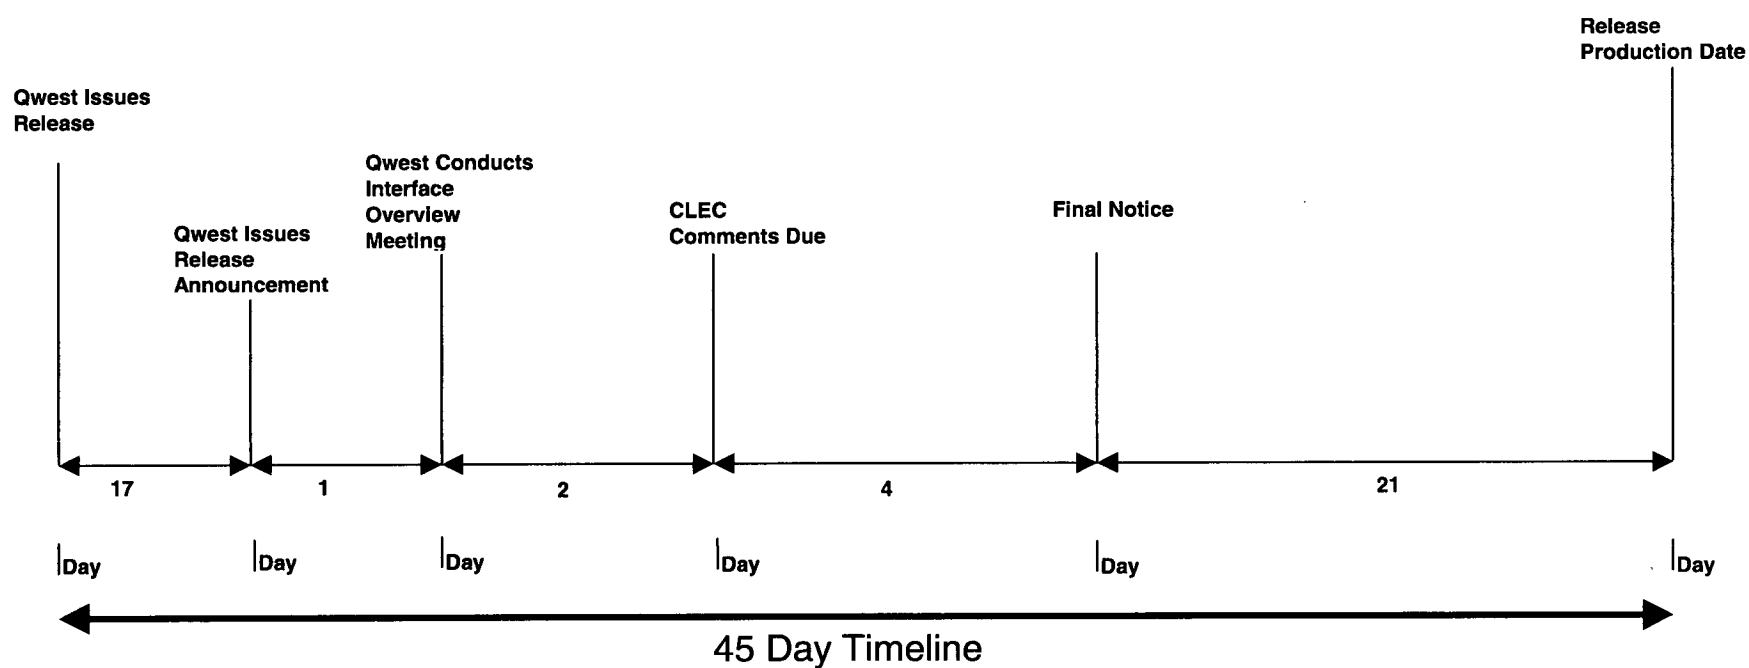 Release
Production Date
Qwest Issues
Release
Qwest Conducts
Interface
Overview
Meeting
CLEC
Comments Due
Final Notice
Qwest Issues
Release
Announcement
17
1
2
4
21
Day
Day
Day
Day
Day
Day
45 Day Timeline